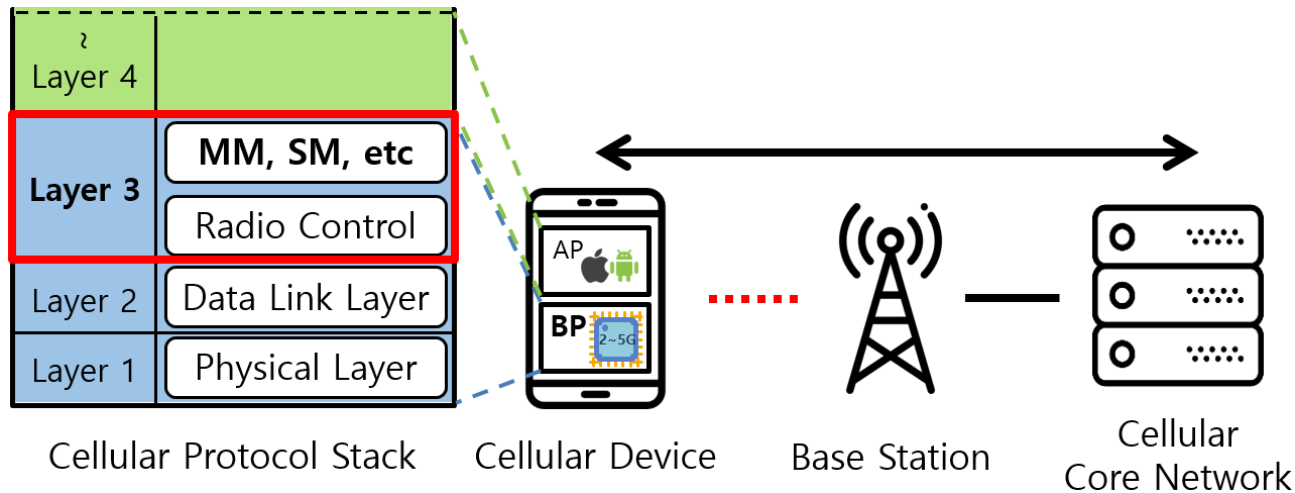 ~
Layer 4
Layer 3
MM, SM, etc
Radio Control
Layer 2
Data Link Layer
Layer 1
Physical Layer
Cellular Protocol Stack
AP
BP
2~5G
Cellular Device
Base Station
Cellular
Core Network